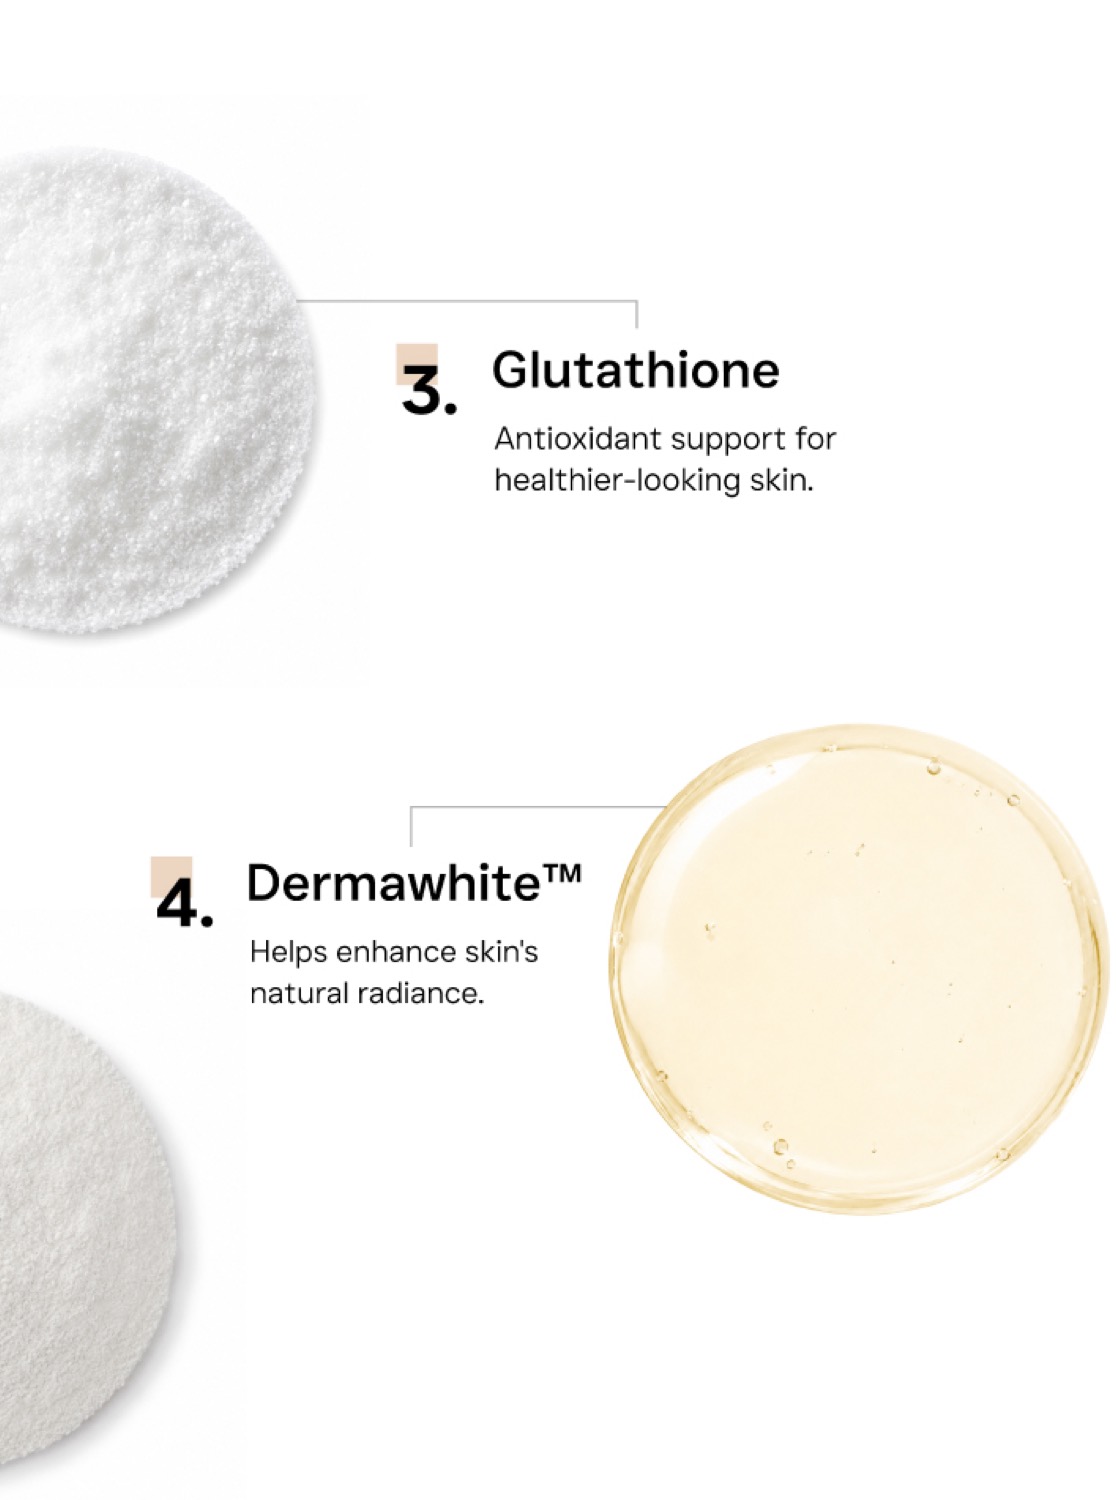 3. Glutathione
Antioxidant support for
healthier-looking skin.
4. Dermawhite™
Helps enhance skin's
natural radiance.